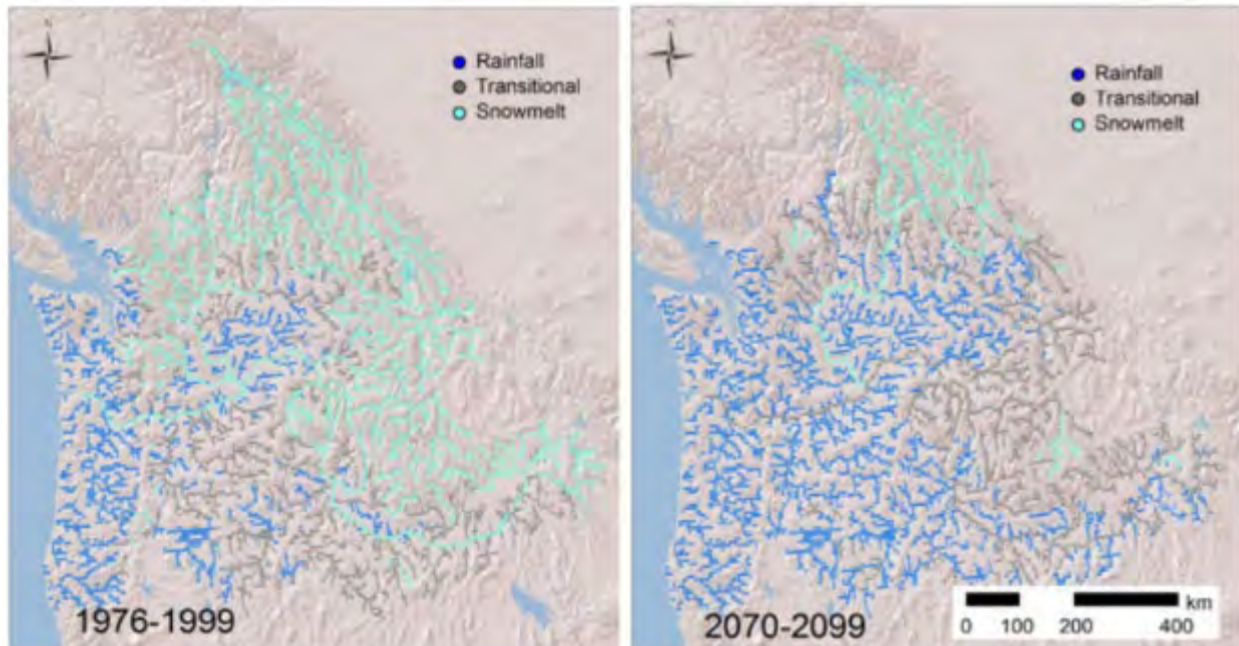 Rainfall
Transitional
Snowmelt
1976-1999
Rainfall
Transitional
Snowmelt
2070-2099
km
0 100 200 400